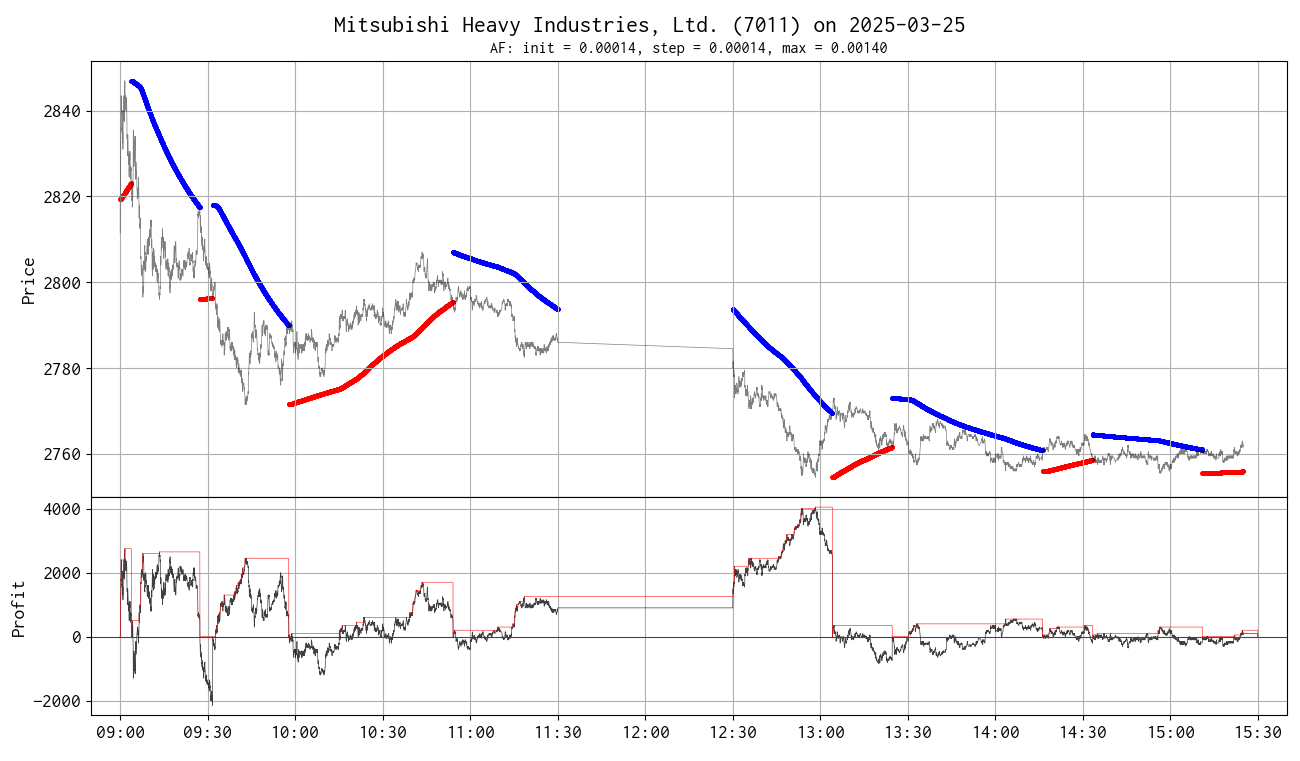 Mitsubishi Heavy Industries, Ltd. (7011) on 2025-03-25
AF: init = 0.00014, step = 0.00014, max = 0.00140
Price
2840
2820
2800
2780
2760
Profit
4000
2000
0
−2000
09:00 09:30 10:00 10:30 11:00 11:30 12:00 12:30 13:00 13:30 14:00 14:30 15:00 15:30